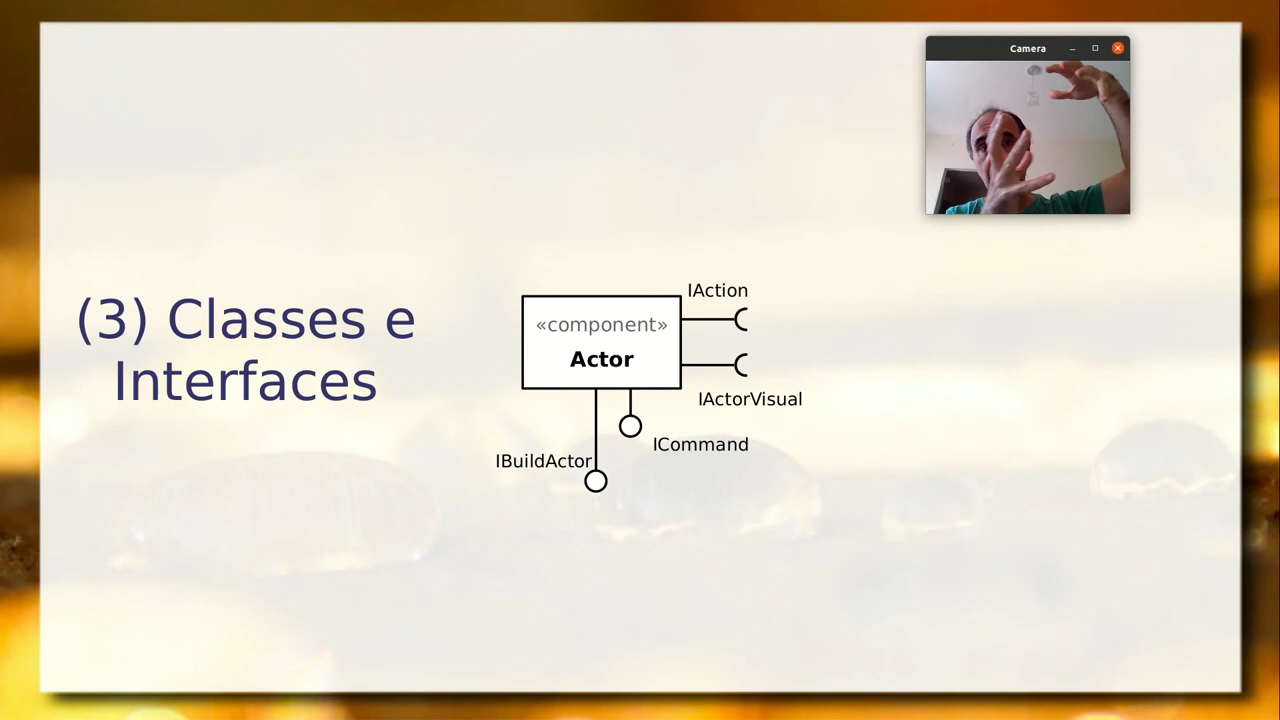 Camera
(3) Classes e
Interfaces
IAction
«component»
Actor
IActorVisual
ICommand
IBuildActor